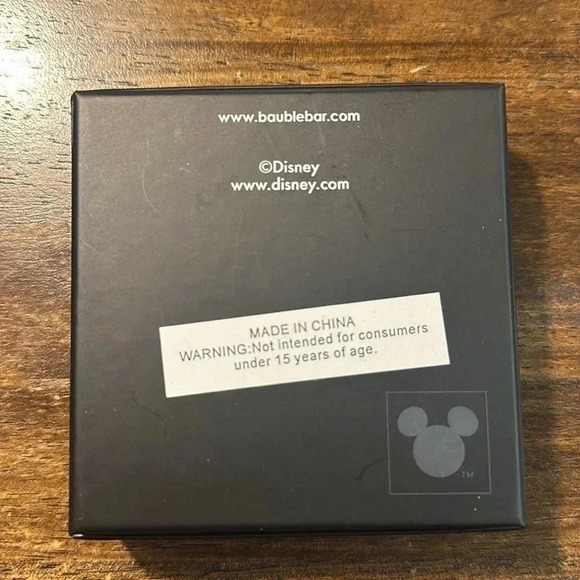 www.baublebar.com
©Disney
www.disney.com
MADE IN CHINA
WARNING:Not intended for consumers
under 15 years of age.
TM